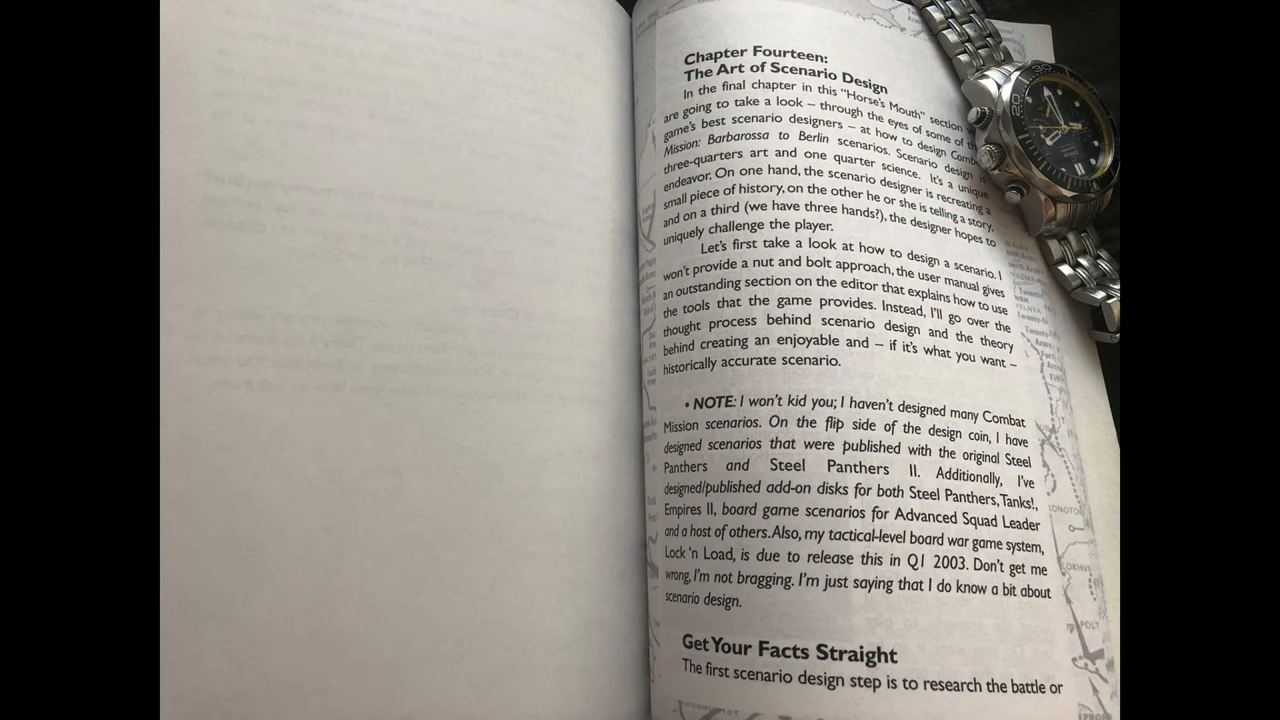 Chapter Fourteen:
The Art of Scenario Design
In the final chapter in this “Horse's Mouth” section
are going to take a look – through the eyes of some of
game's best scenario designers – at how to design
Mission: Barbarossa to Berlin scenarios. Scenario design
three-quarters art and one quarter science. It's a unique
endeavor. On one hand, the scenario designer is recreating a
small piece of history, on the other he or she is telling a story,
and on a third (we have three hands?), the designer hopes to
uniquely challenge the player.
Let's first take a look at how to design a scenario. I
won't provide a nut and bolt approach, the user manual gives
an outstanding section on the editor that explains how to use
the tools that the game provides. Instead, I'll go over the
thought process behind scenario design and the theory
behind creating an enjoyable and – if it's what you want –
historically accurate scenario.
• NOTE: I won't kid you; I haven't designed many Combat
Mission scenarios. On the flip side of the design coin, I have
designed scenarios that were published with the original Steel
Panthers and Steel Panthers II. Additionally, I've
designed/published add-on disks for both Steel Panthers, Tanks!,
Empires II, board game scenarios for Advanced Squad Leader
and a host of others. Also, my tactical-level board war game system,
Lock 'n Load, is due to release this in Q1 2003. Don't get me
wrong, I'm not bragging. I'm just saying that I do know a bit about
scenario design.
Get Your Facts Straight
The first scenario design step is to research the battle or